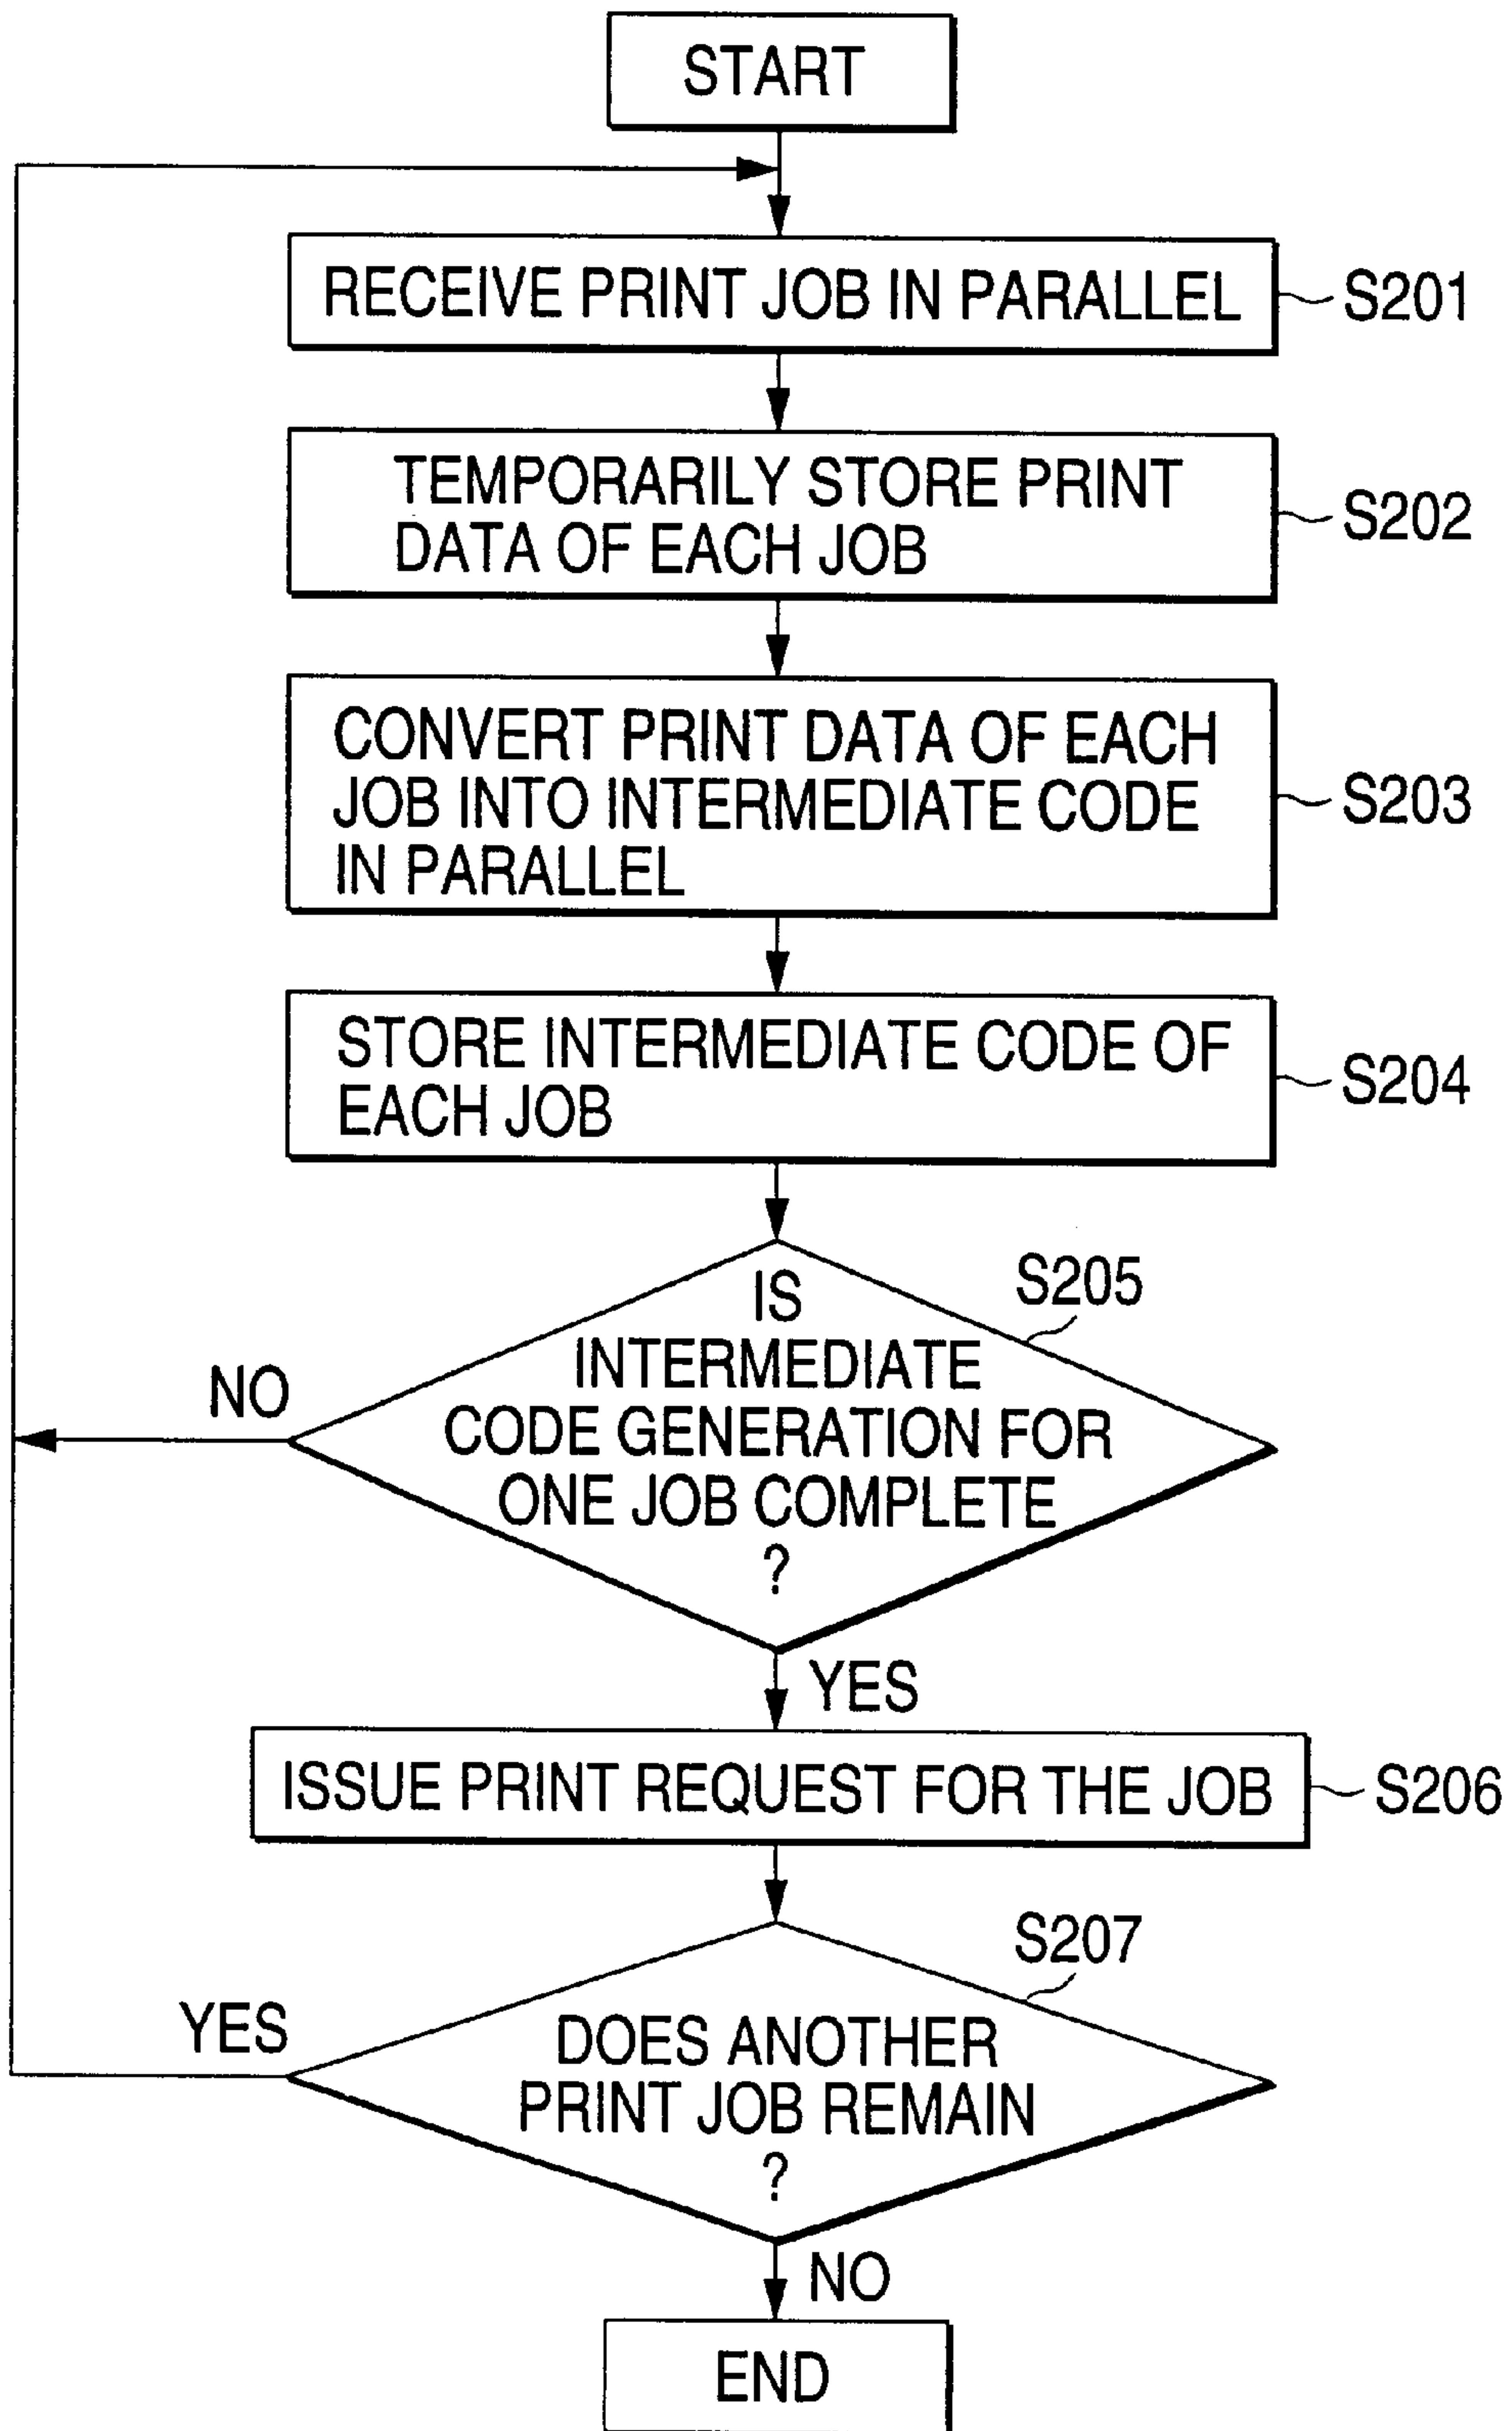 START
RECEIVE PRINT JOB IN PARALLEL
S201
TEMPORARILY STORE PRINT
DATA OF EACH JOB
S202
CONVERT PRINT DATA OF EACH
JOB INTO INTERMEDIATE CODE
IN PARALLEL
S203
STORE INTERMEDIATE CODE OF
EACH JOB
S204
S205
IS
INTERMEDIATE
CODE GENERATION FOR
ONE JOB COMPLETE
?
NO
YES
ISSUE PRINT REQUEST FOR THE JOB
S206
S207
DOES ANOTHER
PRINT JOB REMAIN
?
YES
NO
END